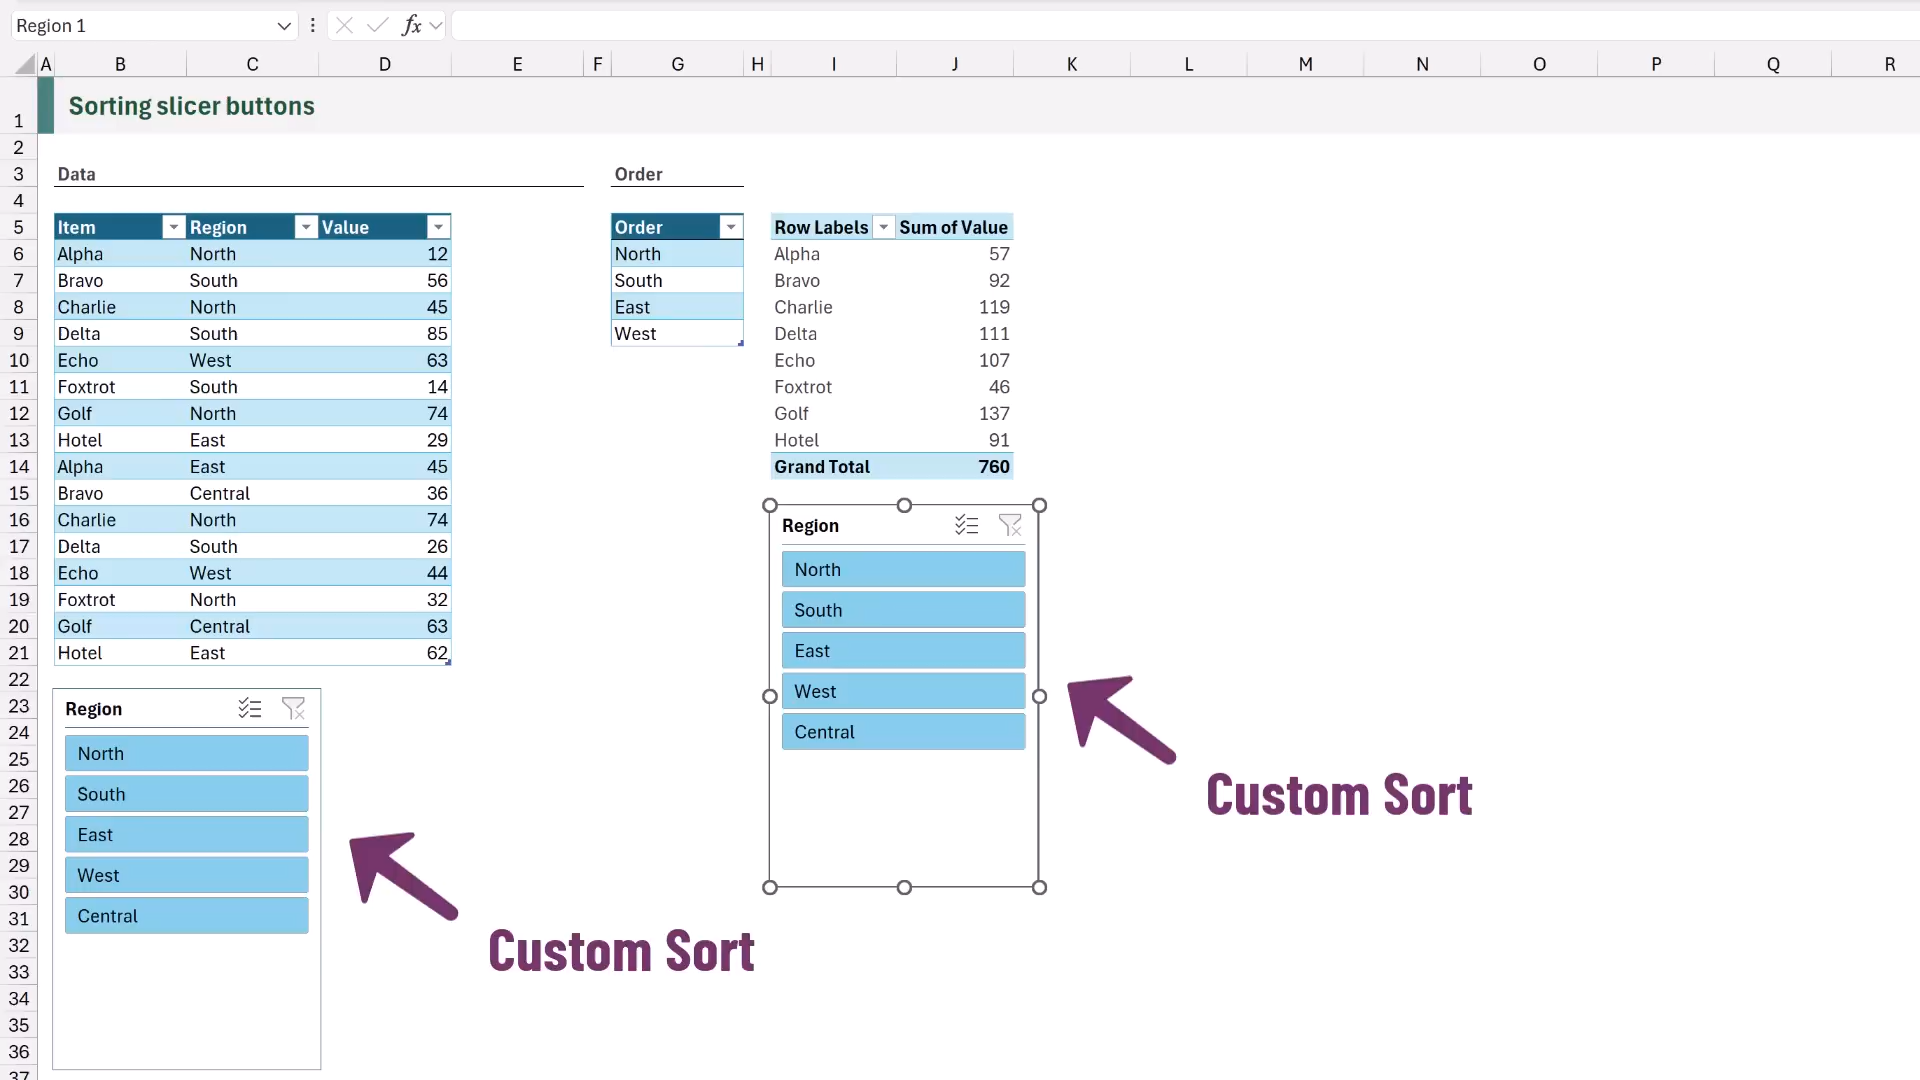 Region 1
fx
A B C D E F G H I J K L M N O P Q R
1 Sorting slicer buttons
2
3 Data Order
4
5 Item Region Value Order Row Labels Sum of Value
6 Alpha North 12 North Alpha 57
7 Bravo South 56 South Bravo 92
8 Charlie North 45 East Charlie 119
9 Delta South 85 West Delta 111
10 Echo West 63 Echo 107
11 Foxtrot South 14 Foxtrot 46
12 Golf North 74 Golf 137
13 Hotel East 29 Hotel 91
14 Alpha East 45 Grand Total 760
15 Bravo Central 36
16 Charlie North 74
17 Delta South 26
18 Echo West 44
19 Foxtrot North 32
20 Golf Central 63
21 Hotel East 62
22
23
24
25
26
27
28
29
30
31
32
33
34
35
36
37
Region
North
South
East
West
Central
Custom Sort
Region
North
South
East
West
Central
Custom Sort